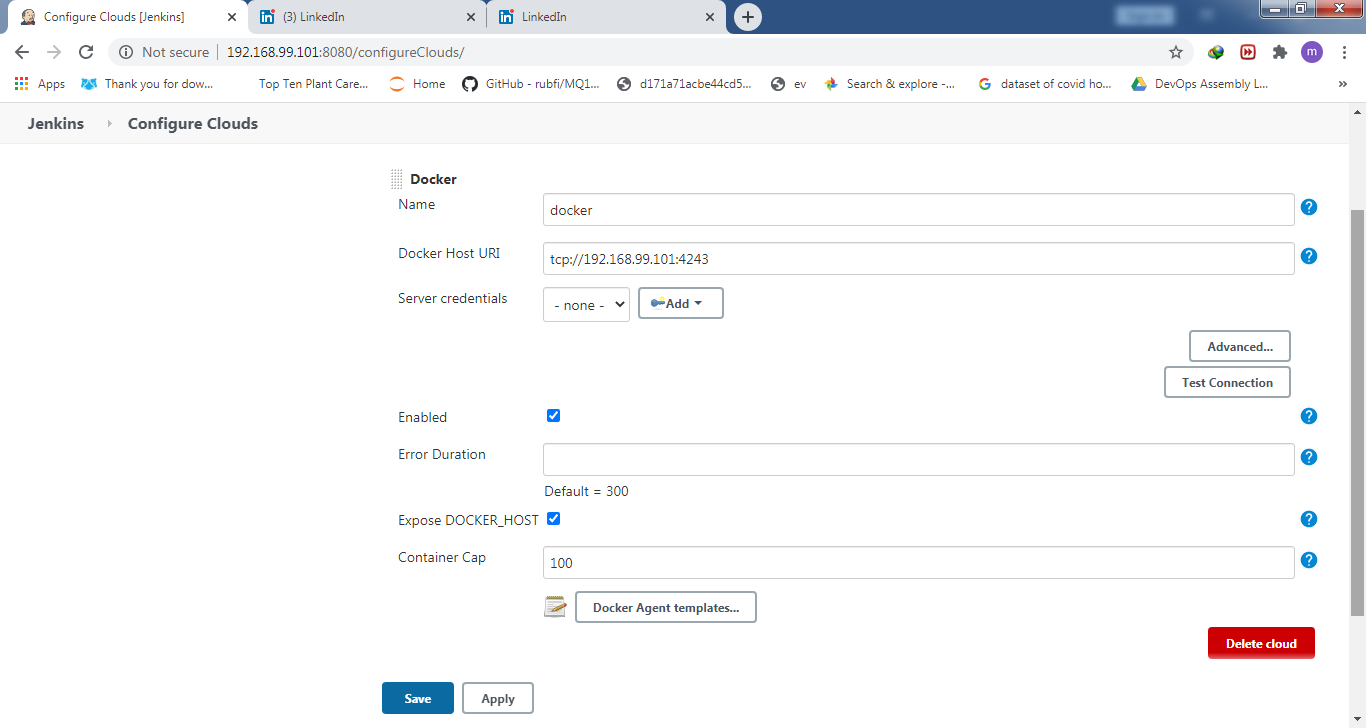 Configure Clouds [Jenkins]
(3) LinkedIn
LinkedIn
Not secure
192.168.99.101:8080/configureClouds/
m
Apps
Thank you for dow...
Top Ten Plant Care...
Home
GitHub - rubfi/MQ1...
d171a71acbe44cd5...
ev
Search & explore -...
dataset of covid ho...
DevOps Assembly L...
»
Jenkins
Configure Clouds
Docker
Name
docker
Docker Host URI
tcp://192.168.99.101:4243
Server credentials
- none -
Add
Advanced...
Test Connection
Enabled
Error Duration
Default = 300
Expose DOCKER_HOST
Container Cap
100
Docker Agent templates...
Delete cloud
Save
Apply